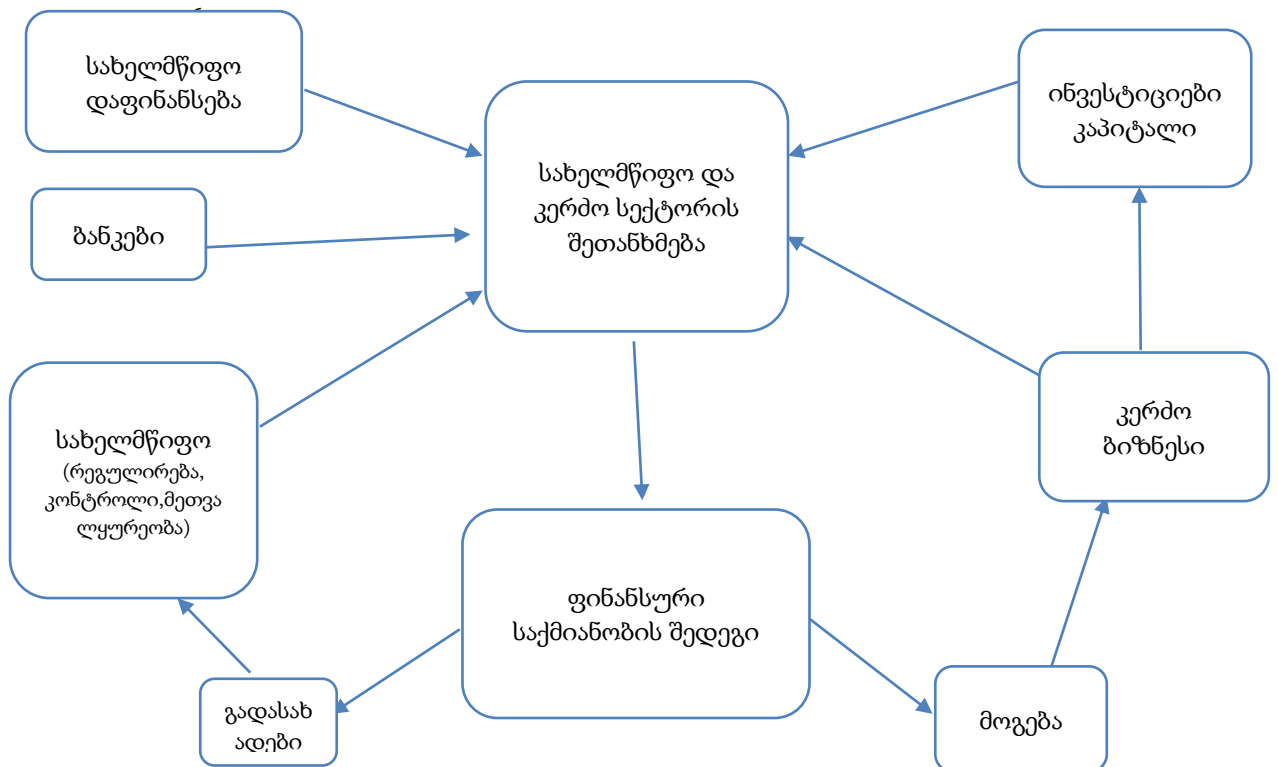 სახელმწიფო
დაფინანსება
ინვესტიციები
კაპიტალი
სახელმწიფო და
კერძო სექტორის
შეთანხმება
ბანკები
სახელმწიფო
(რეგულირება,
კონტროლი,მეთვა
ლყურეობა)
კერძო
ბიზნესი
ფინანსური
საქმიანობის შედეგი
გადასახ
ადები
მოგება